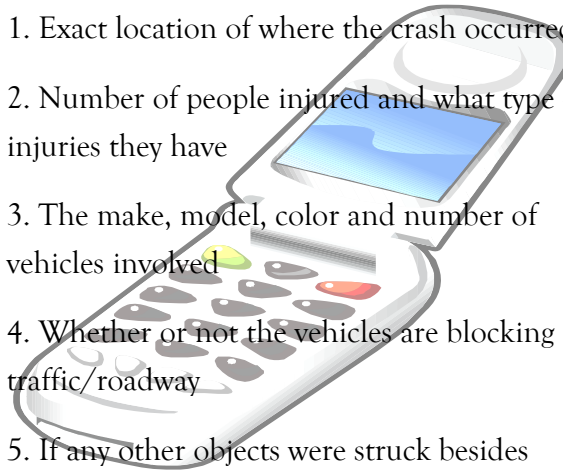 1. Exact location of where the crash occurred
2. Number of people injured and what type
injuries they have
3. The make, model, color and number of
vehicles involved
4. Whether or not the vehicles are blocking
traffic/roadway
5. If any other objects were struck besides